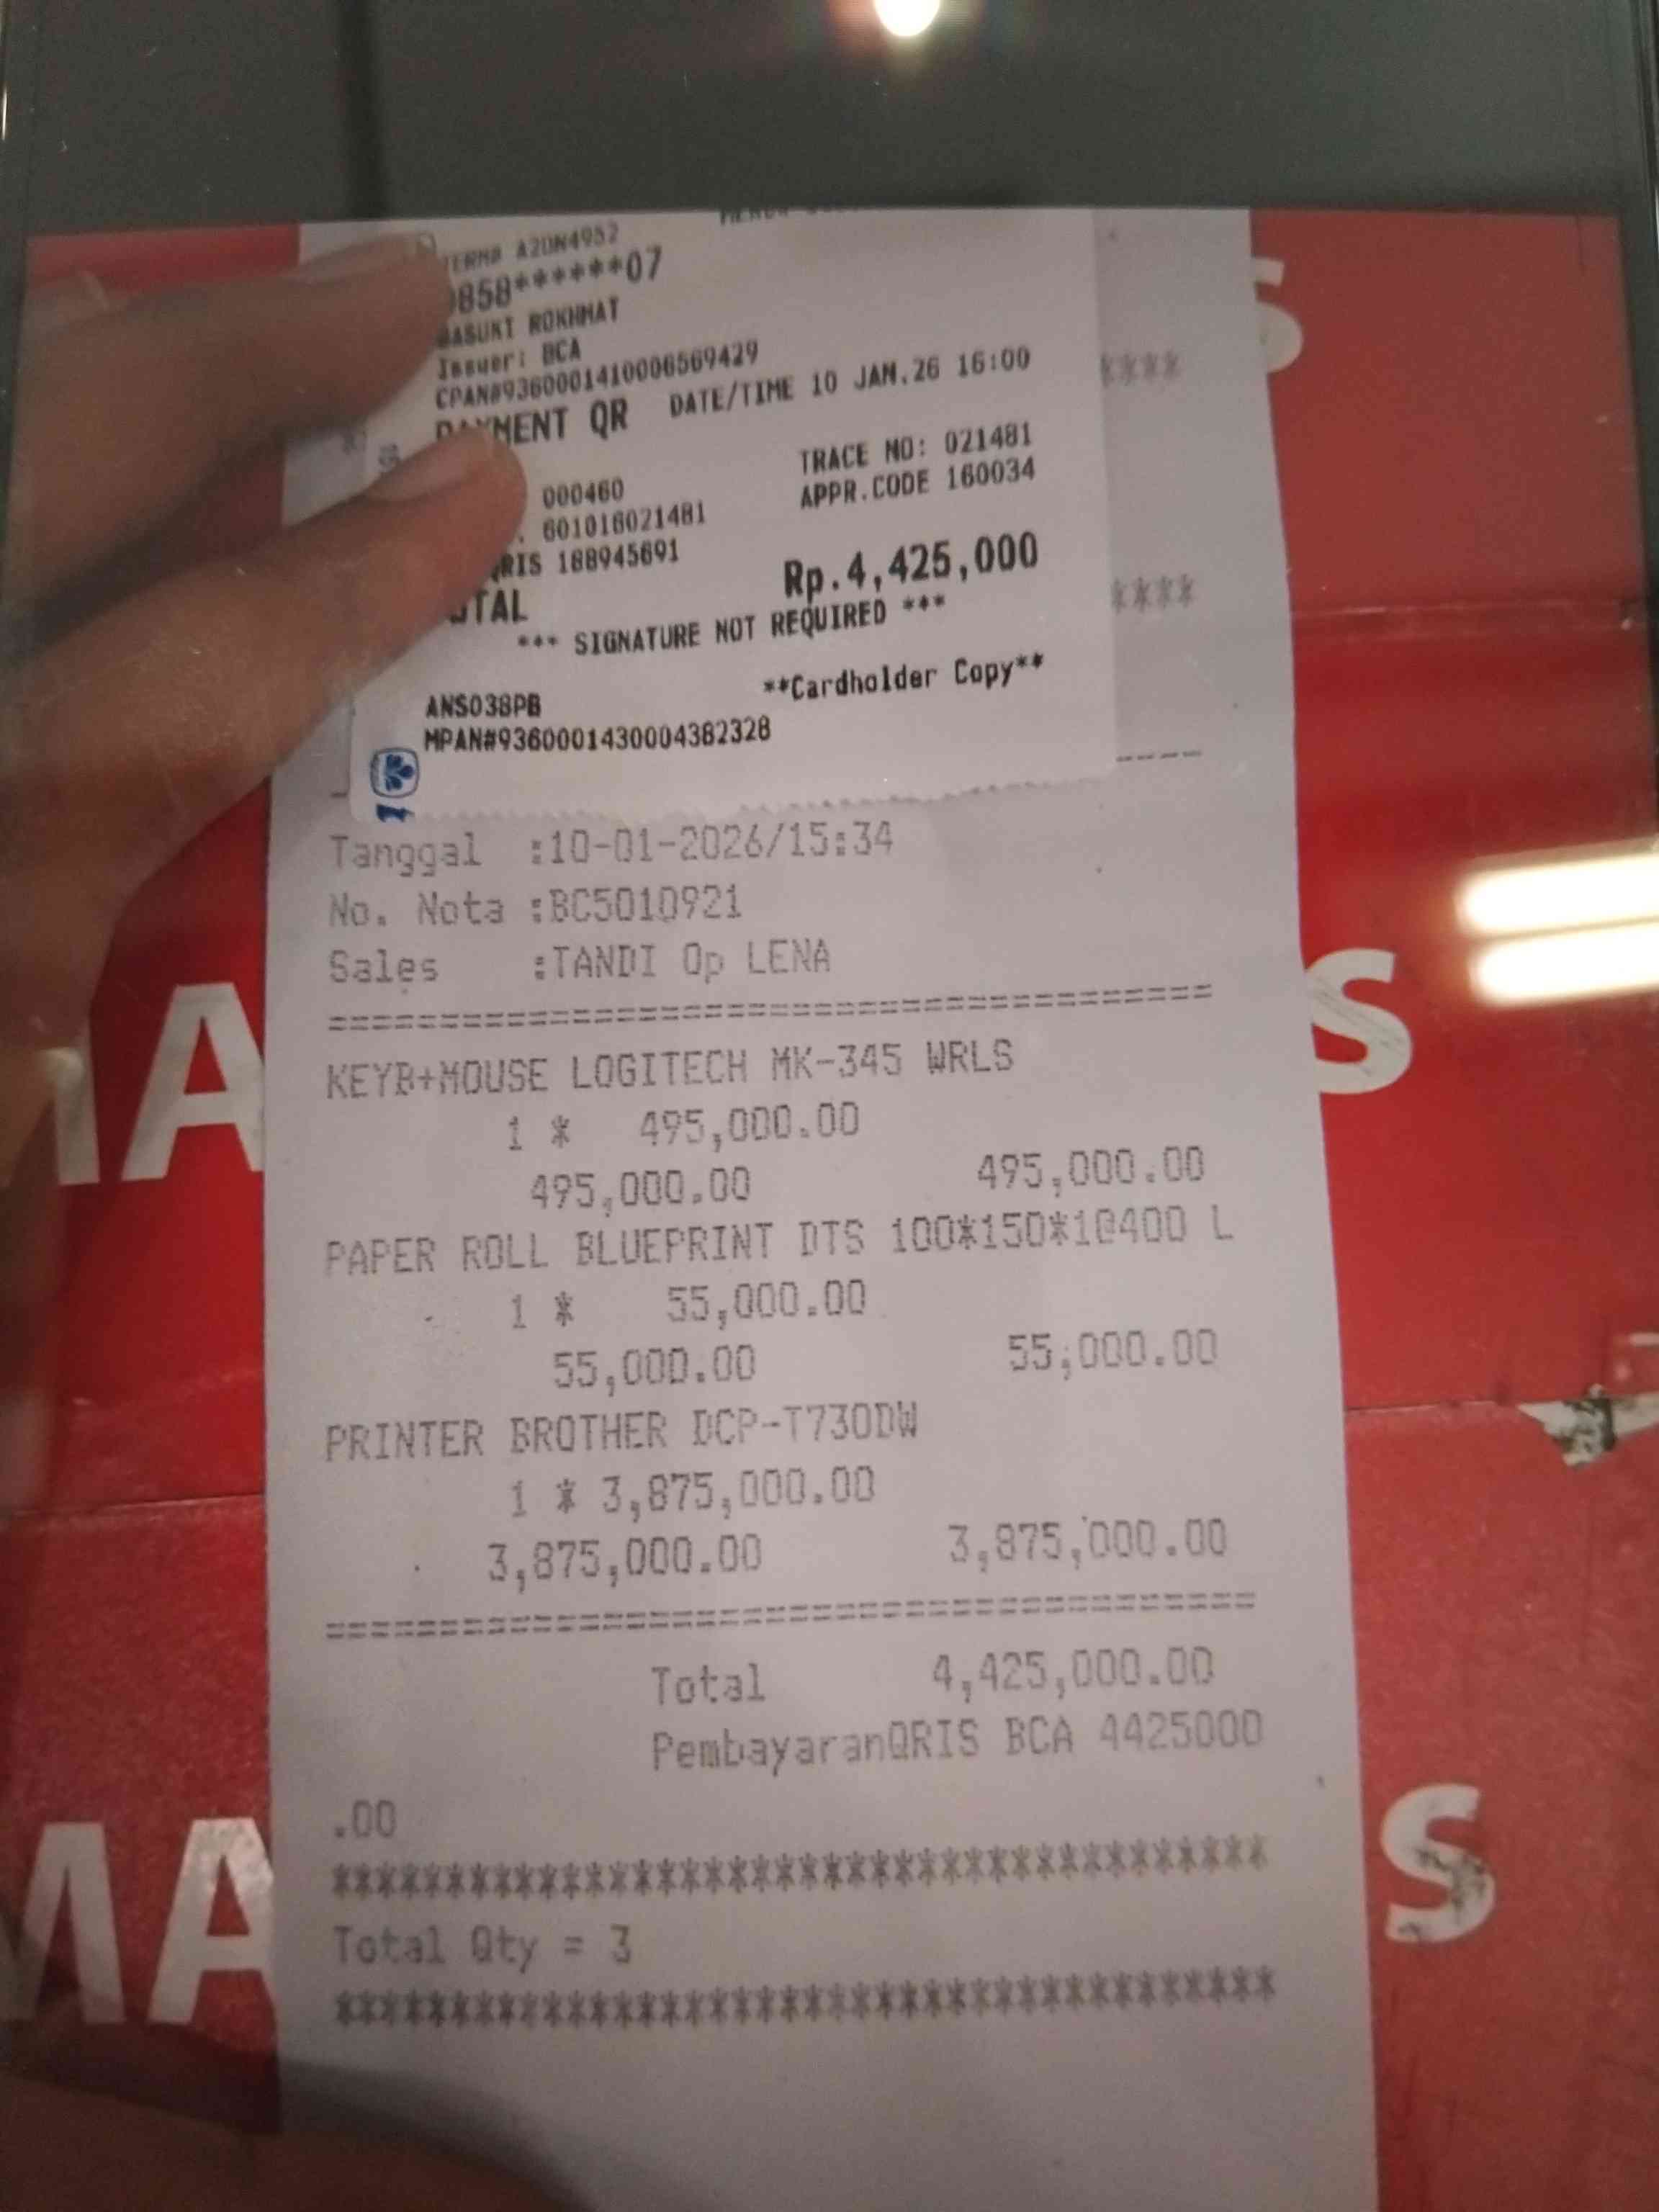 TERM# A2DN4952
858******07
BASUKI ROKHMAT
Issuer: BCA
CPAN#9360001410006569429
PAYMENT QR DATE/TIME 10 JAN.26 16:00
000460 TRACE NO: 021481
601016021481 APPR.CODE 160034
QRIS 188945691
TOTAL Rp.4,425,000
*** SIGNATURE NOT REQUIRED ***
**Cardholder Copy**
ANS038PB
MPAN#9360001430004382328
Tanggal :10-01-2026/15:34
No. Nota :BC5010921
Sales :TANDI Op LENA
KEYB+MOUSE LOGITECH MK-345 WRLS
1 * 495,000.00
495,000.00 495,000.00
PAPER ROLL BLUEPRINT DTS 100*150*1@400 L
1 * 55,000.00
55,000.00 55,000.00
PRINTER BROTHER DCP-T730DW
1 * 3,875,000.00
3,875,000.00 3,875,000.00
Total 4,425,000.00
PembayaranQRIS BCA 4425000
.00
****************************************
Total Qty = 3
****************************************